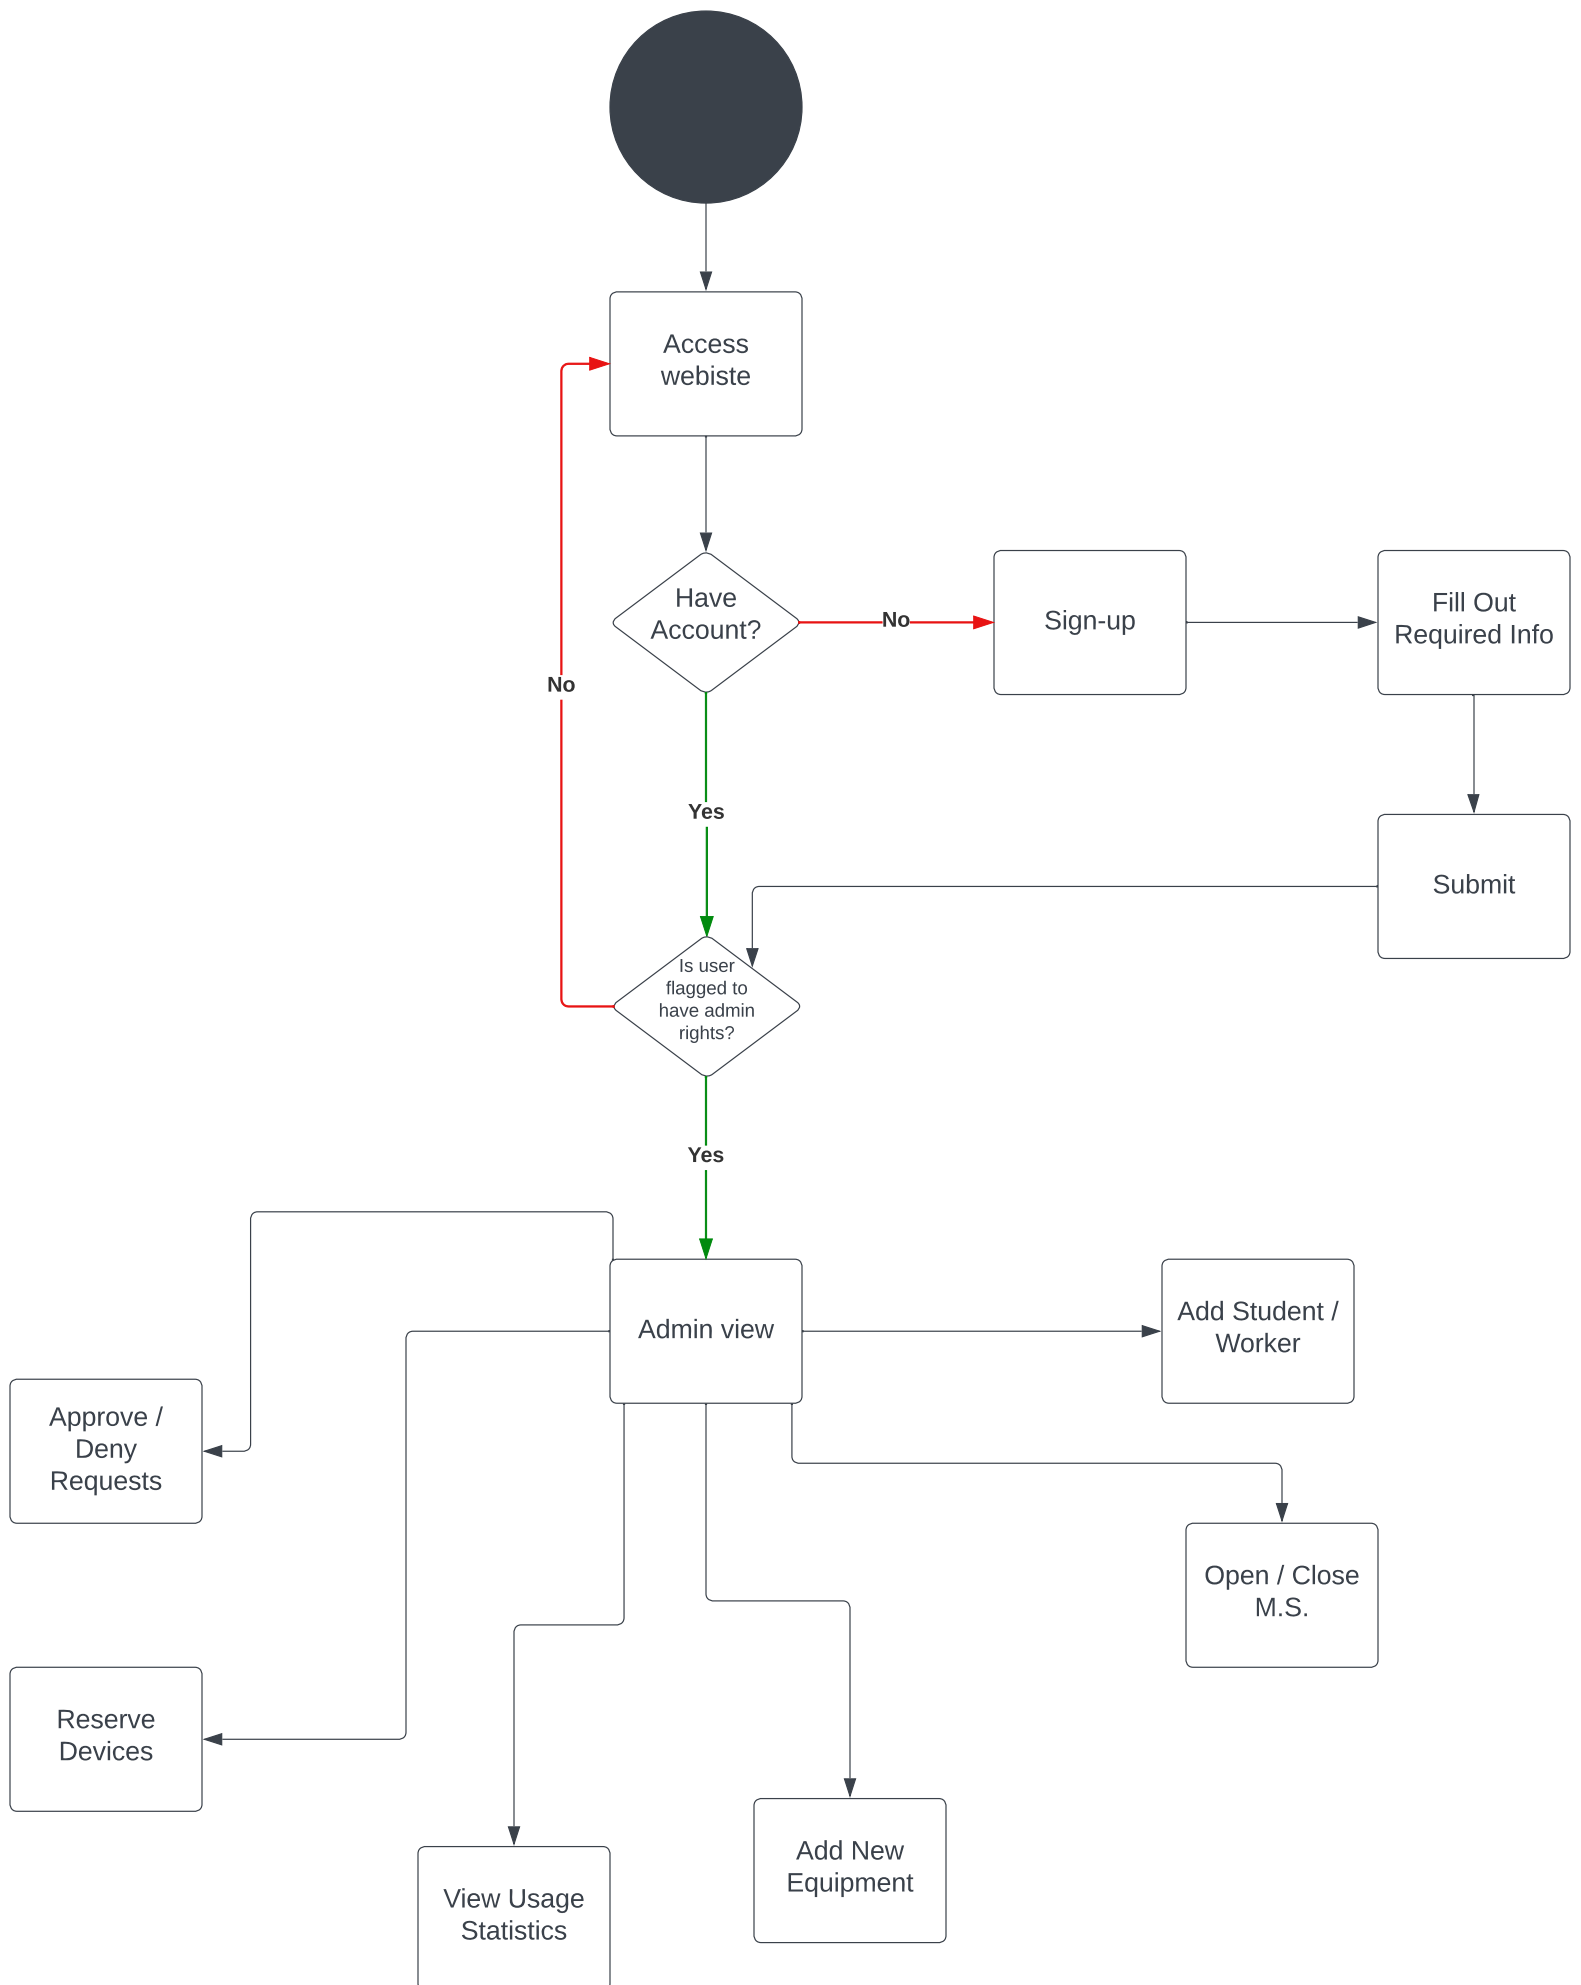 Access
webiste
Have
Account?
No
Sign-up
Fill Out
Required Info
No
Yes
Submit
Is user
flagged to
have admin
rights?
Yes
Admin view
Add Student /
Worker
Approve /
Deny
Requests
Open / Close
M.S.
Reserve
Devices
Add New
Equipment
View Usage
Statistics